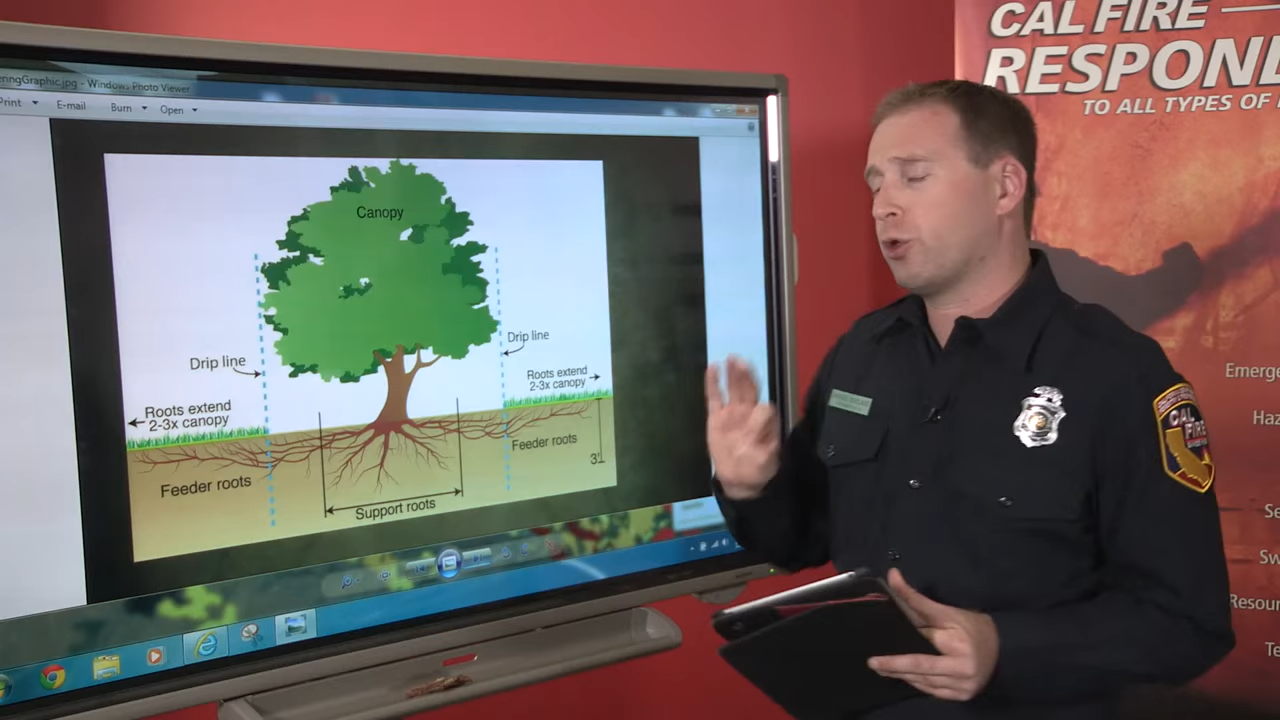 eringGraphic.jpg - Windows Photo Viewer
Print E-mail Burn Open
Canopy
Drip line
Drip line
Roots extend
2-3x canopy
Roots extend
2-3x canopy
Feeder roots
Feeder roots
3'
Support roots
CAL FIRE
RESPOND
TO ALL TYPES OF
Emerge
Haz
Se
Sw
Resour
Te
CAL
FIRE